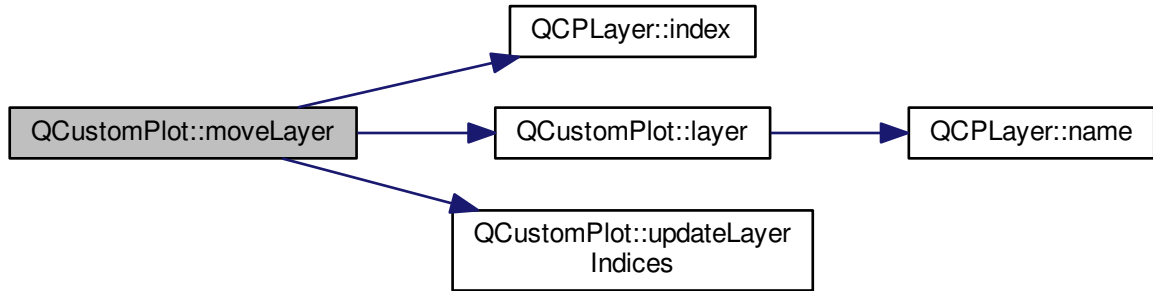 QCPLayer::index
QCustomPlot::moveLayer
QCustomPlot::layer
QCPLayer::name
QCustomPlot::updateLayer
Indices